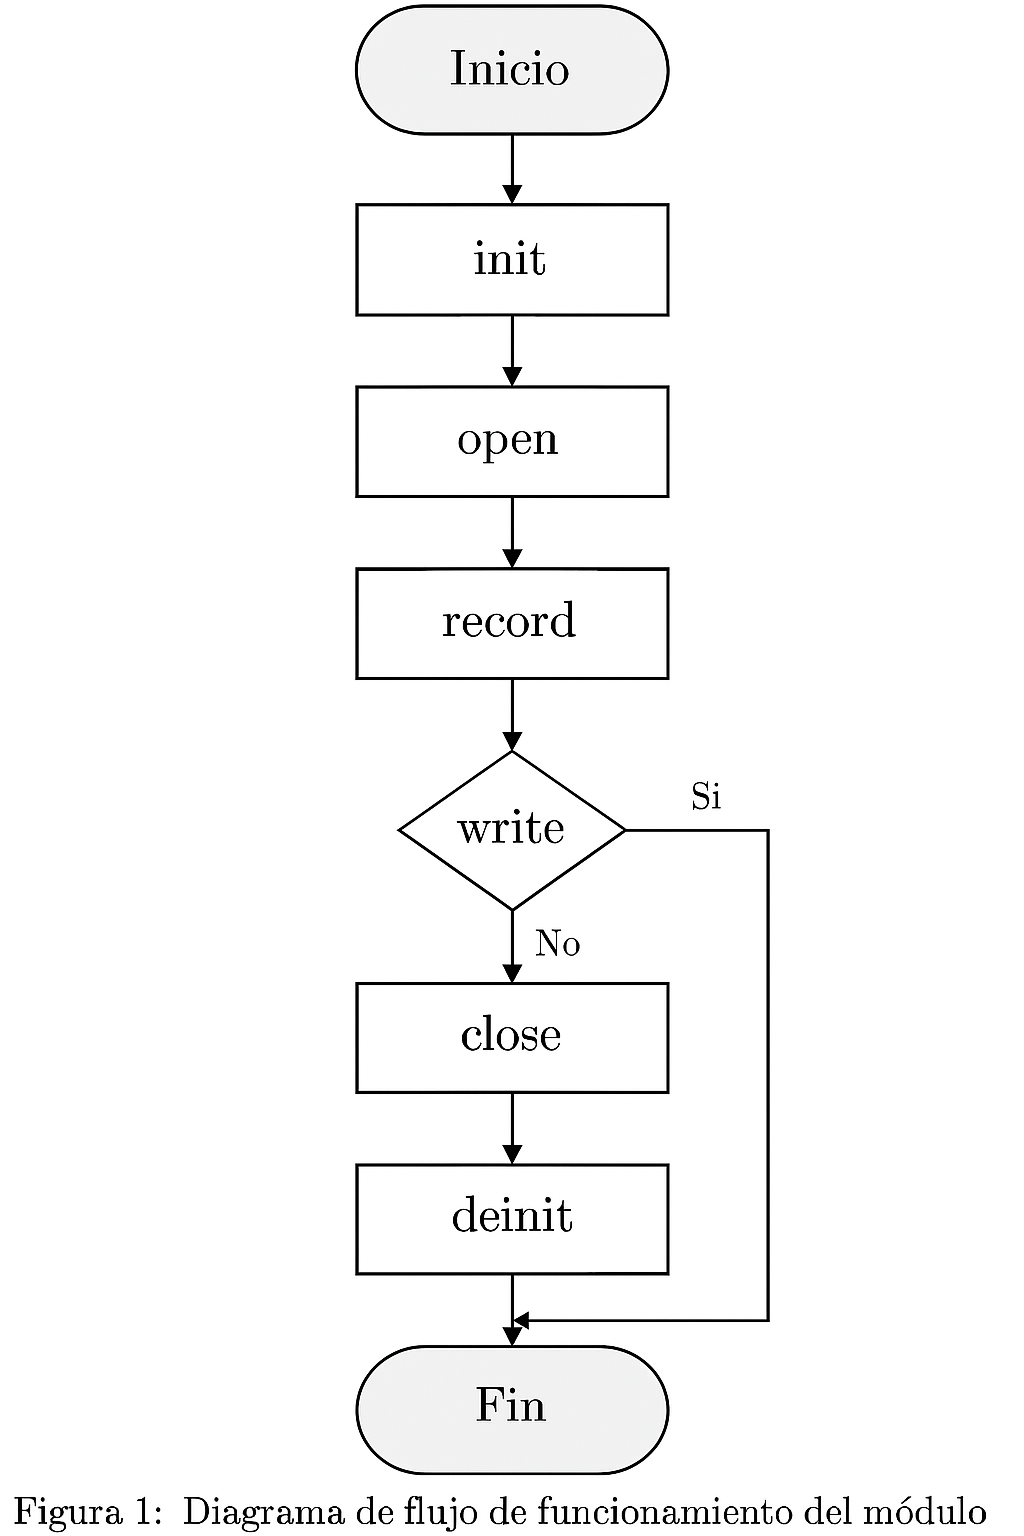 Inicio
init
open
record
write
Si
No
close
deinit
Fin
Figura 1: Diagrama de flujo de funcionamiento del módulo